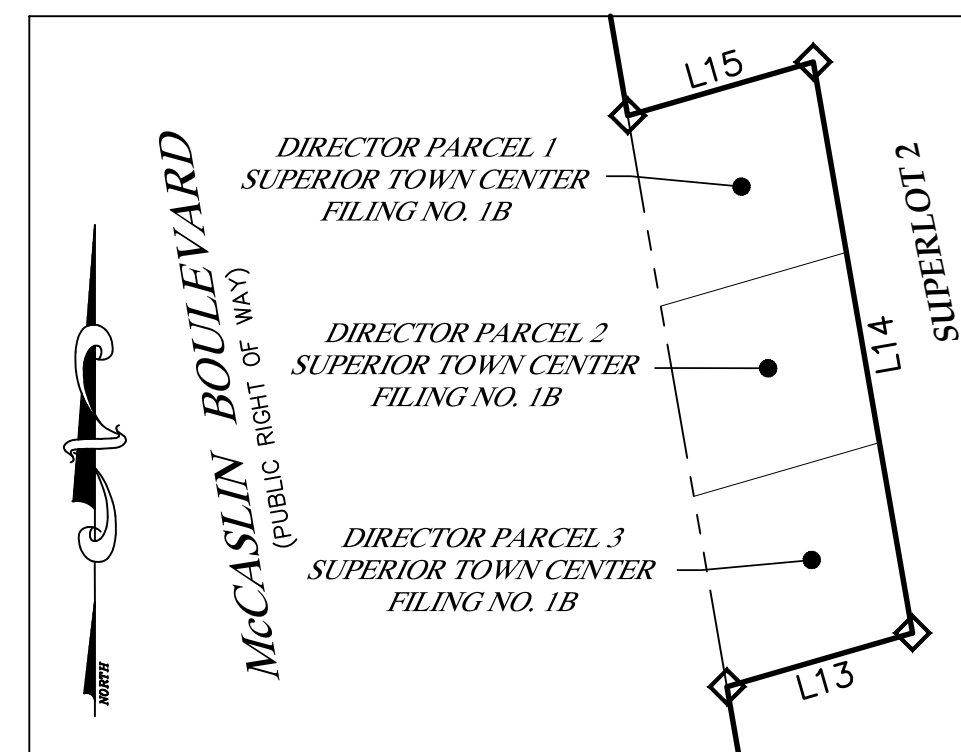 L15
DIRECTOR PARCEL 1
SUPERIOR TOWN CENTER
FILING NO. 1B
McCASLIN BOULEVARD
(PUBLIC RIGHT OF WAY)
SUPERLOT 2
DIRECTOR PARCEL 2
SUPERIOR TOWN CENTER
FILING NO. 1B
L14
DIRECTOR PARCEL 3
SUPERIOR TOWN CENTER
FILING NO. 1B
L13
NORTH